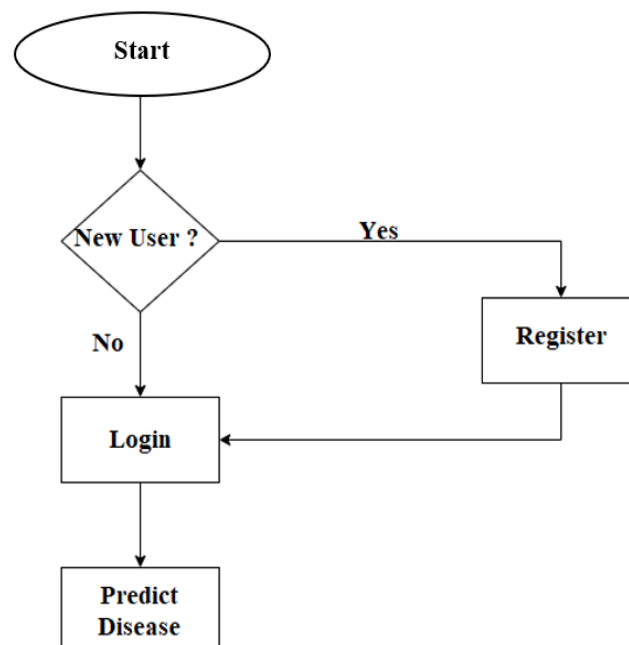 Start
New User ?
Yes
No
Register
Login
Predict
Disease